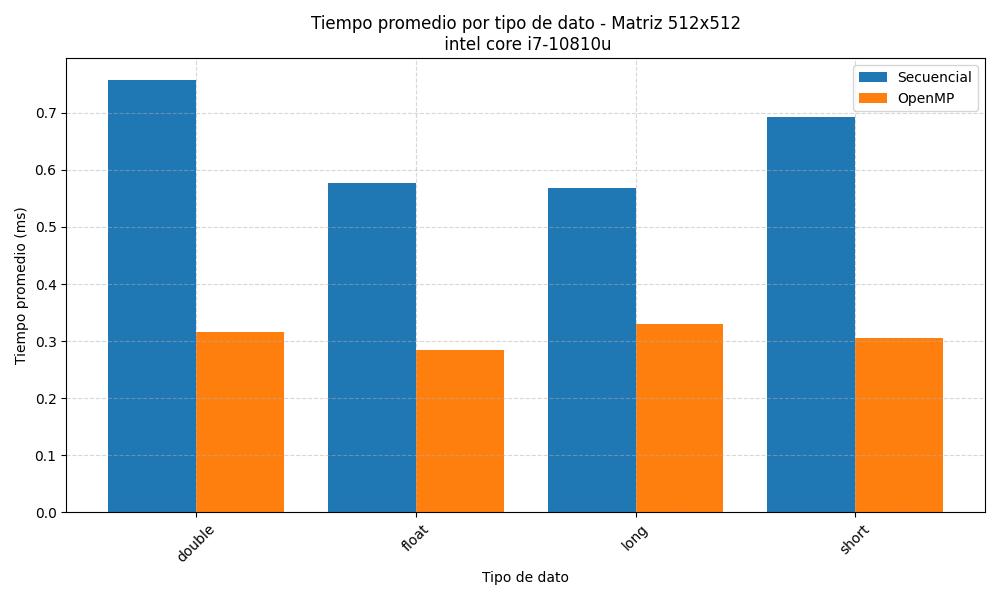 Tiempo promedio por tipo de dato - Matriz 512x512
intel core i7-10810u
Secuencial
OpenMP
Tiempo promedio (ms)
0.7
0.6
0.5
0.4
0.3
0.2
0.1
0.0
double
float
long
short
Tipo de dato